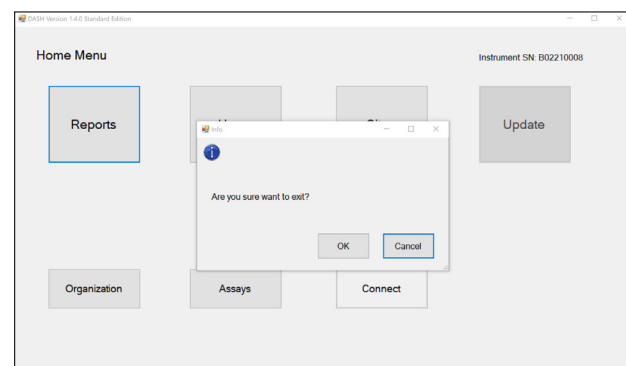 DASH Version 1.4.0 Standard Edition
Home Menu
Instrument SN: B02210008
Reports
Update
Info
Are you sure want to exit?
OK
Cancel
Organization
Assays
Connect